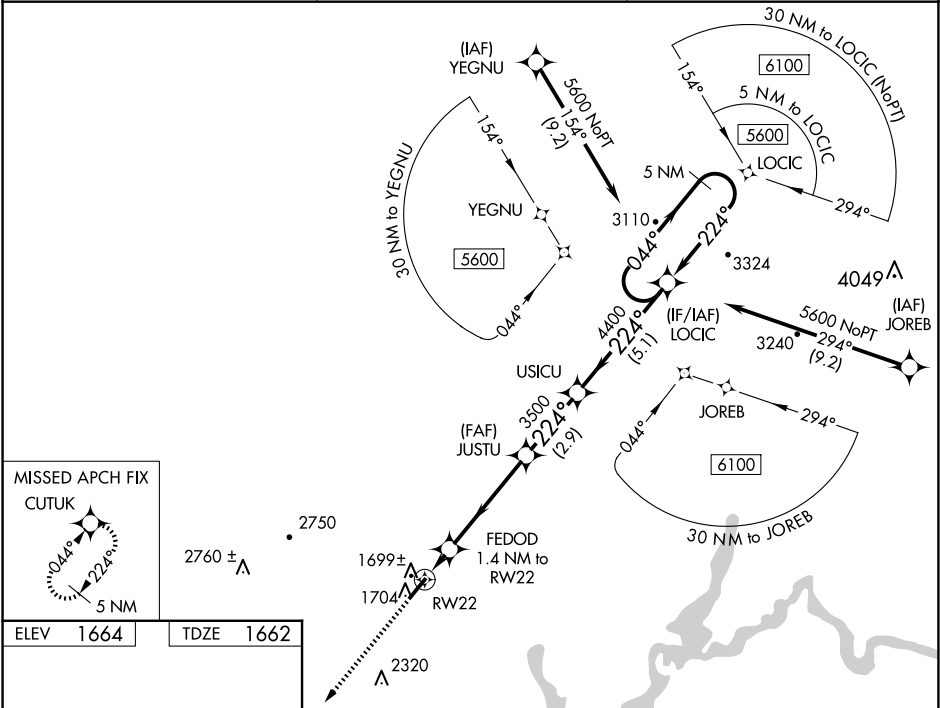 (IAF)
YEGNU
5600 NoPT
154°
(9.2)
30 NM to LOCIC (NoPT)
6100
154°
5 NM to LOCIC
5600
LOCIC
294°
30 NM to YEGNU
154°
YEGNU
5600
044°
5 NM
3110
044°
224°
3324
4049
(IAF)
JOREB
(IF/IAF)
LOCIC
5600 NoPT
294°
(9.2)
3240
4400
224°
(5.1)
USICU
3500
224°
(2.9)
(FAF)
JUSTU
JOREB
044°
294°
6100
30 NM to JOREB
MISSED APCH FIX
CUTUK
044°
224°
5 NM
2750
2760 ±
FEDOD
1.4 NM to
RW22
1699±
1704
RW22
2320
ELEV 1664
TDZE 1662